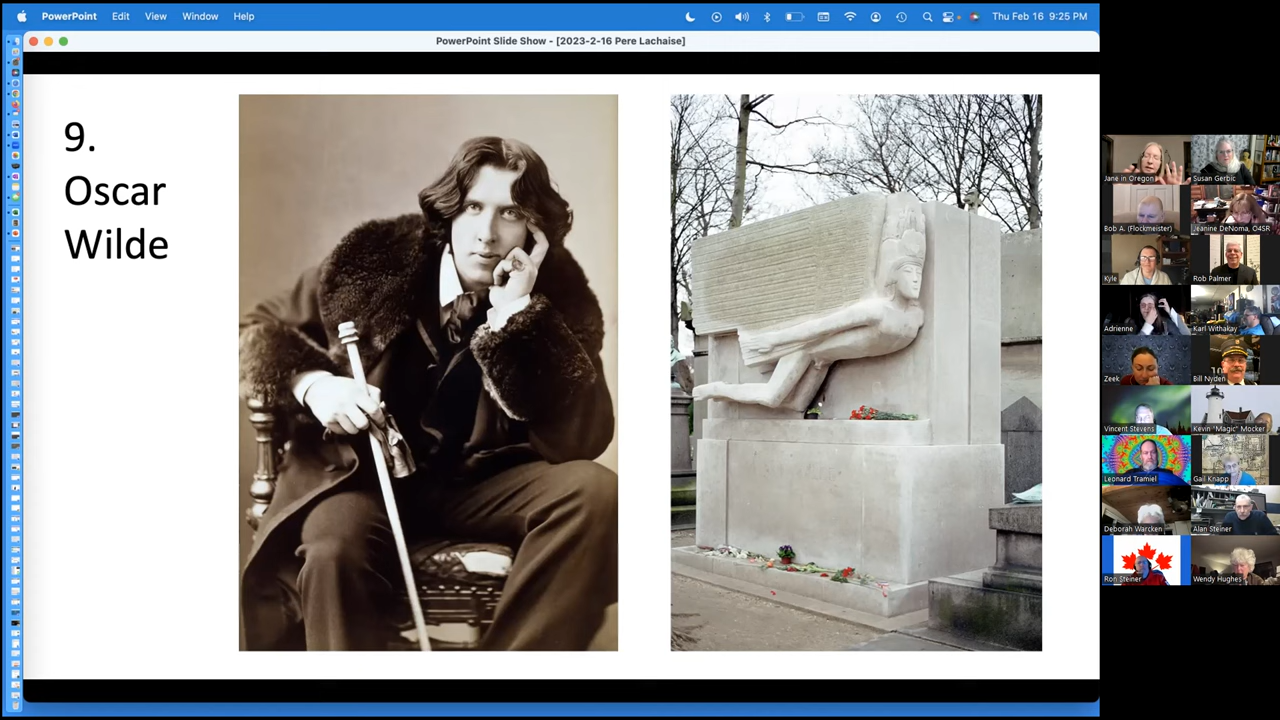 PowerPoint Edit View Window Help
Thu Feb 16 9:25 PM
PowerPoint Slide Show - [2023-2-16 Pere Lachaise]
9.
Oscar
Wilde
Jane in Oregon
Susan Gerbic
Bob A. (Flockmeister)
Jeanine DeNoma, O4SR
Kyle
Rob Palmer
Adrienne
Karl Withakay
Zeek
Bill Nyden
Vincent Stevens
Kevin "Magic" Mocker
Leonard Tramiel
Gail Knapp
Deborah Warcken
Alan Steiner
Ron Steiner
Wendy Hughes